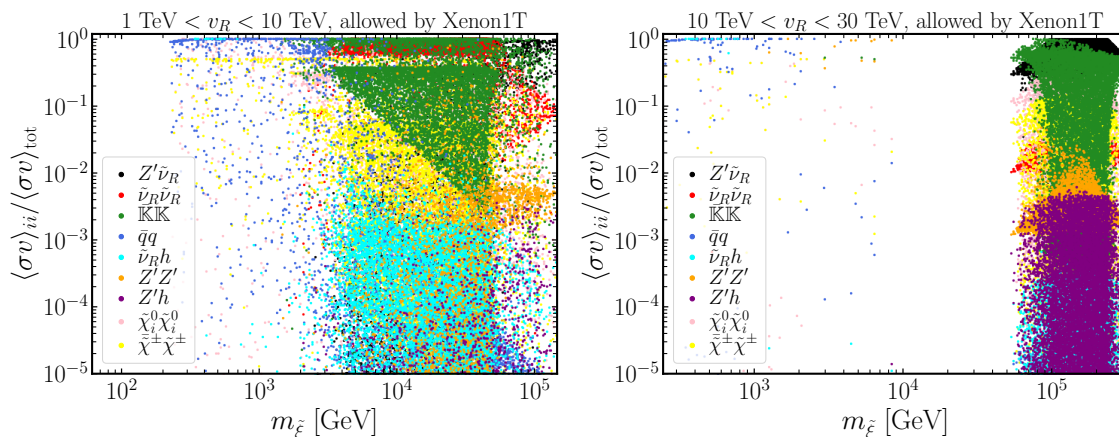 1 TeV < v_R < 10 TeV, allowed by Xenon1T
⟨σv⟩_ii/⟨σv⟩_tot
10^0
10^−1
10^−2
10^−3
10^−4
10^−5
Z′ν̃_R
ν̃_Rν̃_R
𝕂𝕂
q̄q
ν̃_Rh
Z′Z′
Z′h
χ̃_i^0χ̃_i^0
χ̃̄^±χ̃^±
10^2
10^3
10^4
10^5
m_ξ̃ [GeV]
10 TeV < v_R < 30 TeV, allowed by Xenon1T
⟨σv⟩_ii/⟨σv⟩_tot
10^0
10^−1
10^−2
10^−3
10^−4
10^−5
Z′ν̃_R
ν̃_Rν̃_R
𝕂𝕂
q̄q
ν̃_Rh
Z′Z′
Z′h
χ̃_i^0χ̃_i^0
χ̃̄^±χ̃^±
10^3
10^4
10^5
m_ξ̃ [GeV]